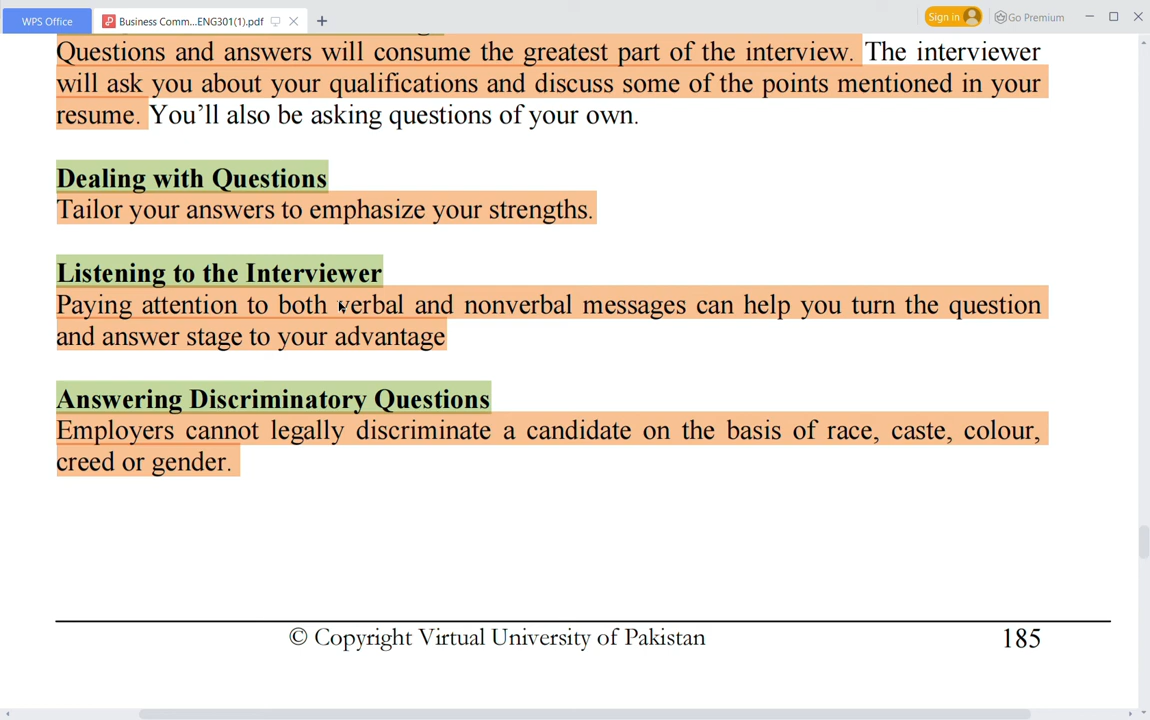 WPS Office
Business Comm...ENG301(1).pdf
Sign in
Go Premium
Questions and answers will consume the greatest part of the interview. The interviewer
will ask you about your qualifications and discuss some of the points mentioned in your
resume. You'll also be asking questions of your own.
Dealing with Questions
Tailor your answers to emphasize your strengths.
Listening to the Interviewer
Paying attention to both verbal and nonverbal messages can help you turn the question
and answer stage to your advantage
Answering Discriminatory Questions
Employers cannot legally discriminate a candidate on the basis of race, caste, colour,
creed or gender.
© Copyright Virtual University of Pakistan 185